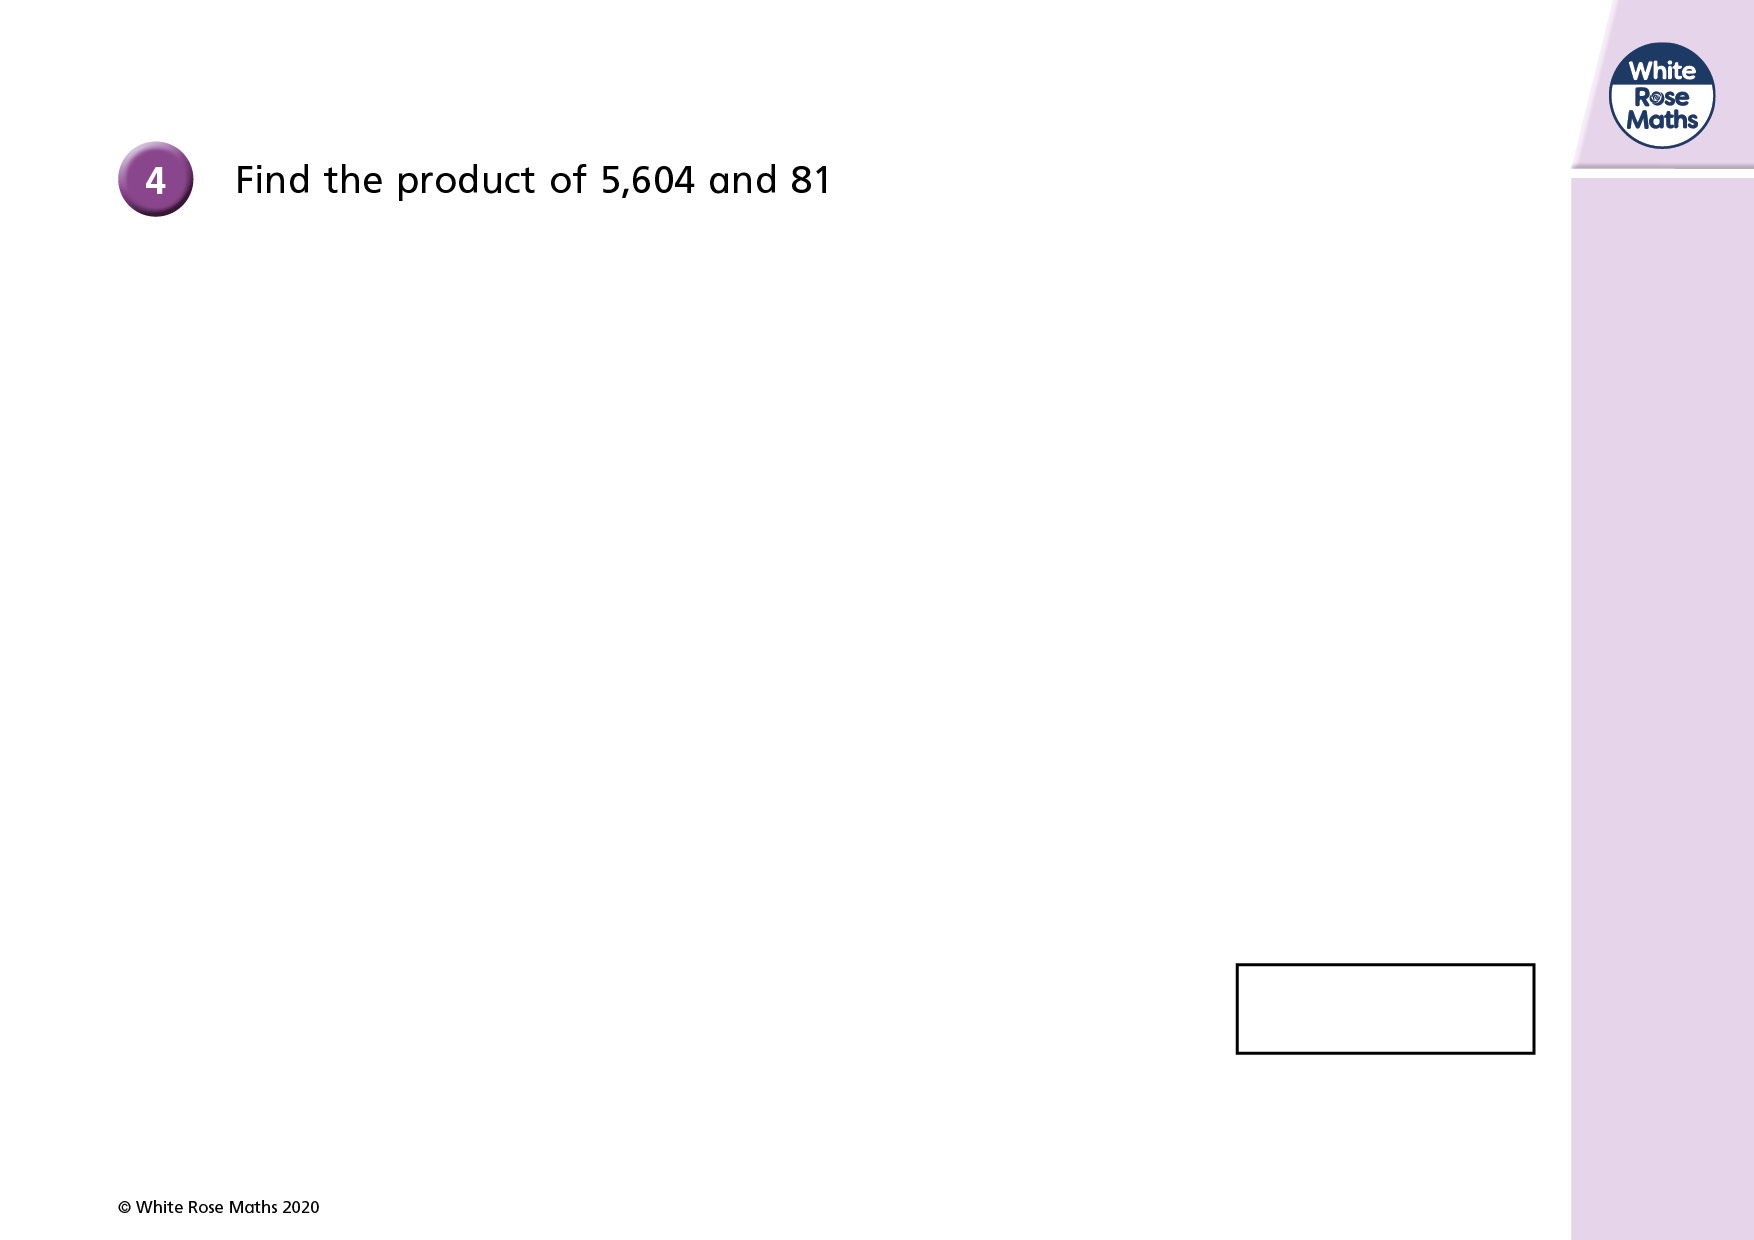 White
Rose
Maths
4 Find the product of 5,604 and 81
© White Rose Maths 2020